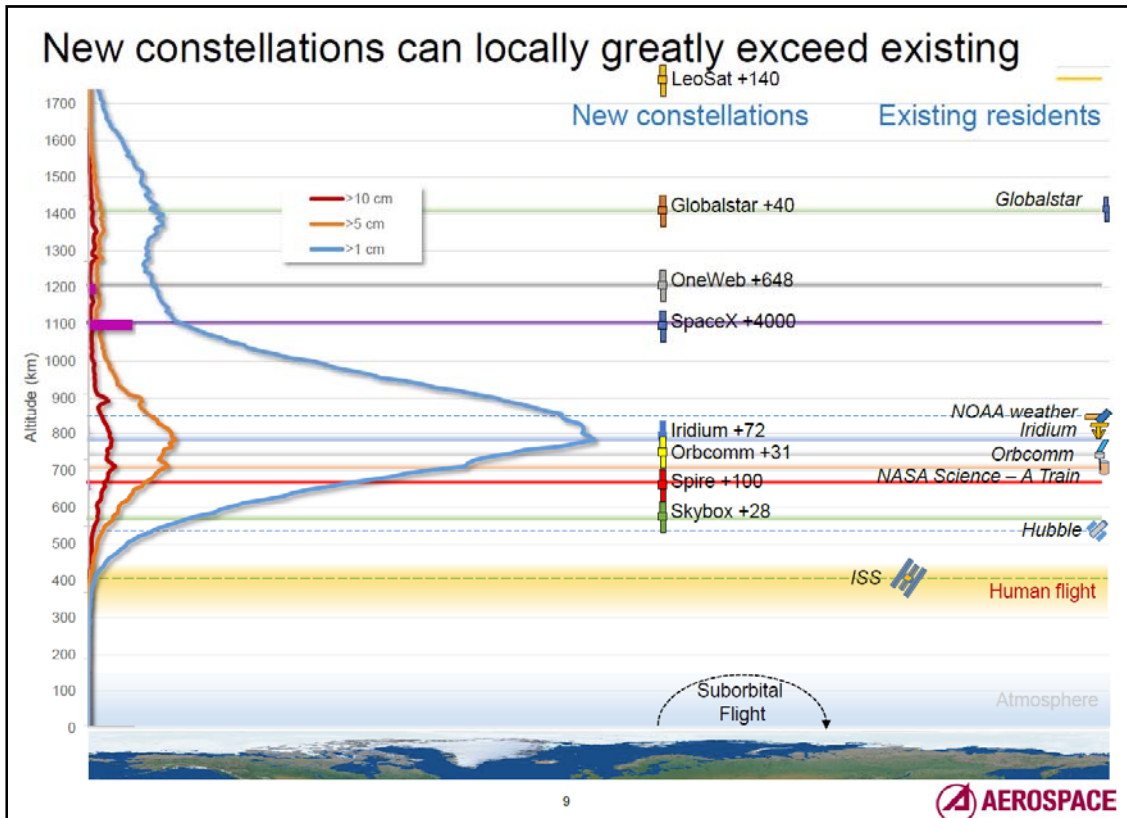 New constellations can locally greatly exceed existing
LeoSat +140
New constellations
Existing residents
1700
1600
1500
1400
1300
1200
1100
1000
900
800
700
600
500
400
300
200
100
0
Altitude (km)
>10 cm
>5 cm
>1 cm
Globalstar +40
Globalstar
OneWeb +648
SpaceX +4000
NOAA weather
Iridium +72
Iridium
Orbcomm +31
Orbcomm
Spire +100
NASA Science – A Train
Skybox +28
Hubble
ISS
Human flight
Suborbital
Flight
Atmosphere
9
AEROSPACE